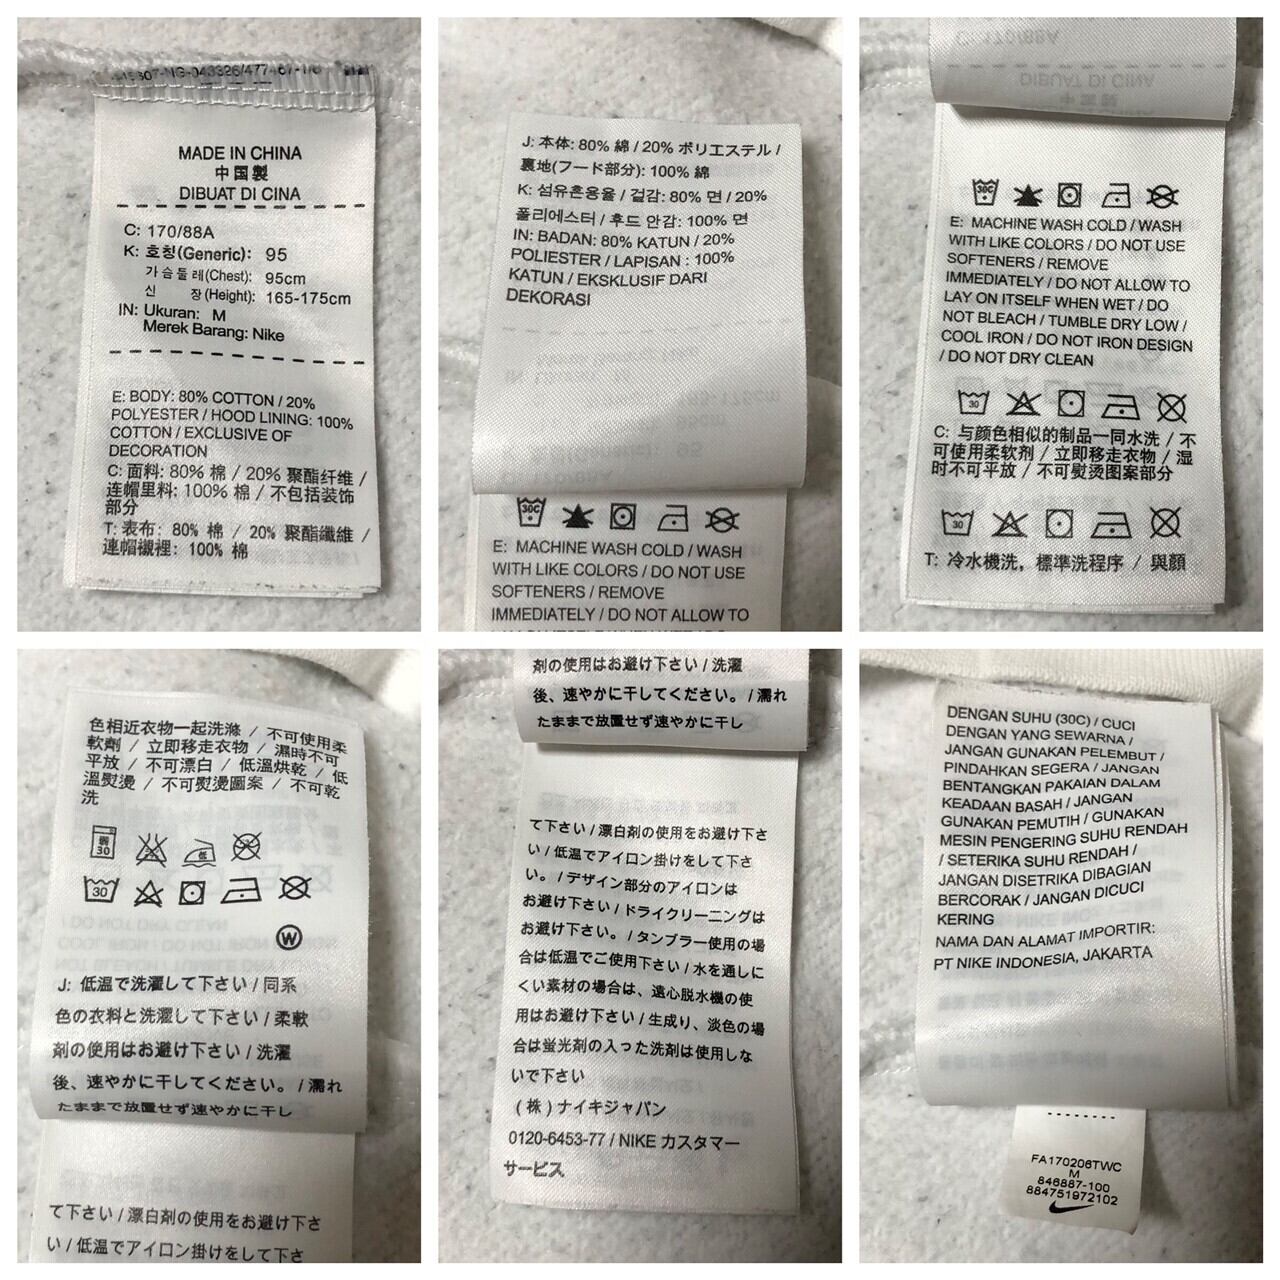 MADE IN CHINA
中国製
DIBUAT DI CINA
C: 170/88A
K: 호칭(Generic): 95
가슴둘레(Chest): 95cm
신 장(Height): 165-175cm
IN: Ukuran: M
Merek Barang: Nike
E: BODY: 80% COTTON / 20%
POLYESTER / HOOD LINING: 100%
COTTON / EXCLUSIVE OF
DECORATION
C: 面料: 80% 棉 / 20% 聚酯纤维 /
连帽里料: 100% 棉 / 不包括装饰
部分
T: 表布: 80% 棉 / 20% 聚酯纖維 /
連帽襯裡: 100% 棉
J: 本体: 80% 綿 / 20% ポリエステル /
裏地(フード部分): 100% 綿
K: 섬유혼용율 / 겉감: 80% 면 / 20%
폴리에스터 / 후드 안감: 100% 면
IN: BADAN: 80% KATUN / 20%
POLIESTER / LAPISAN : 100%
KATUN / EKSKLUSIF DARI
DEKORASI
30C
E: MACHINE WASH COLD / WASH
WITH LIKE COLORS / DO NOT USE
SOFTENERS / REMOVE
IMMEDIATELY / DO NOT ALLOW TO
C: 170/88A
DIBUAT DI CINA
中国製
30C
E: MACHINE WASH COLD / WASH
WITH LIKE COLORS / DO NOT USE
SOFTENERS / REMOVE
IMMEDIATELY / DO NOT ALLOW TO
LAY ON ITSELF WHEN WET / DO
NOT BLEACH / TUMBLE DRY LOW /
COOL IRON / DO NOT IRON DESIGN
/ DO NOT DRY CLEAN
30
C: 与颜色相似的制品一同水洗 / 不
可使用柔软剂 / 立即移走衣物 / 湿
时不可平放 / 不可熨烫图案部分
30
T: 冷水機洗, 標準洗程序 / 與顏
色相近衣物一起洗滌 / 不可使用柔
軟劑 / 立即移走衣物 / 濕時不可
平放 / 不可漂白 / 低溫烘乾 / 低
溫熨燙 / 不可熨燙圖案 / 不可乾
洗
弱
30
低
30
W
J: 低温で洗濯して下さい / 同系
色の衣料と洗濯して下さい / 柔軟
剤の使用はお避け下さい / 洗濯
後、速やかに干してください。 / 濡れ
たままで放置せず速やかに干し
て下さい / 漂白剤の使用をお避け下さ
い / 低温でアイロン掛けをして下さ
剤の使用はお避け下さい / 洗濯
後、速やかに干してください。 / 濡れ
たままで放置せず速やかに干し
て下さい / 漂白剤の使用をお避け下さ
い / 低温でアイロン掛けをして下さ
い。 / デザイン部分のアイロンは
お避け下さい / ドライクリーニングは
お避け下さい。 / タンブラー使用の場
合は低温でご使用下さい / 水を通しに
くい素材の場合は、遠心脱水機の使
用はお避け下さい / 生成り、淡色の場
合は蛍光剤の入った洗剤は使用しな
いで下さい
(株)ナイキジャパン
0120-6453-77 / NIKE カスタマー
サービス
DENGAN SUHU (30C) / CUCI
DENGAN YANG SEWARNA /
JANGAN GUNAKAN PELEMBUT /
PINDAHKAN SEGERA / JANGAN
BENTANGKAN PAKAIAN DALAM
KEADAAN BASAH / JANGAN
GUNAKAN PEMUTIH / GUNAKAN
MESIN PENGERING SUHU RENDAH
/ SETERIKA SUHU RENDAH /
JANGAN DISETRIKA DIBAGIAN
BERCORAK / JANGAN DICUCI
KERING
NAMA DAN ALAMAT IMPORTIR:
PT NIKE INDONESIA, JAKARTA
FA170206TWC
M
846887-100
884751972102